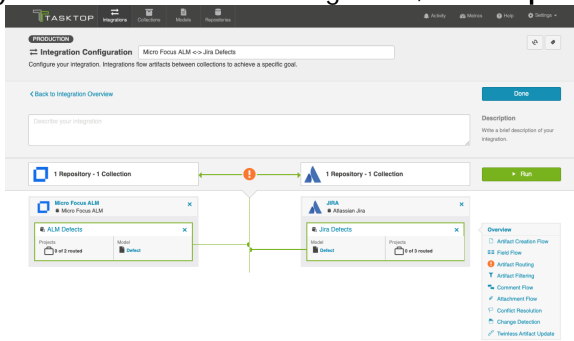 TASKTOP
Integrations
Collections
Models
Repositories
Activity
Metrics
Help
Settings
PRODUCTION
Integration Configuration
Micro Focus ALM <-> Jira Defects
Configure your integration. Integrations flow artifacts between collections to achieve a specific goal.
Back to Integration Overview
Done
Describe your integration
Description
Write a brief description of your
integration.
1 Repository - 1 Collection
1 Repository - 1 Collection
Run
Micro Focus ALM
Micro Focus ALM
JIRA
Atlassian Jira
ALM Defects
Projects
0 of 2 routed
Model
Defect
Jira Defects
Model
Defect
Projects
0 of 3 routed
Overview
Artifact Creation Flow
Field Flow
Artifact Routing
Artifact Filtering
Comment Flow
Attachment Flow
Conflict Resolution
Change Detection
Twinless Artifact Update